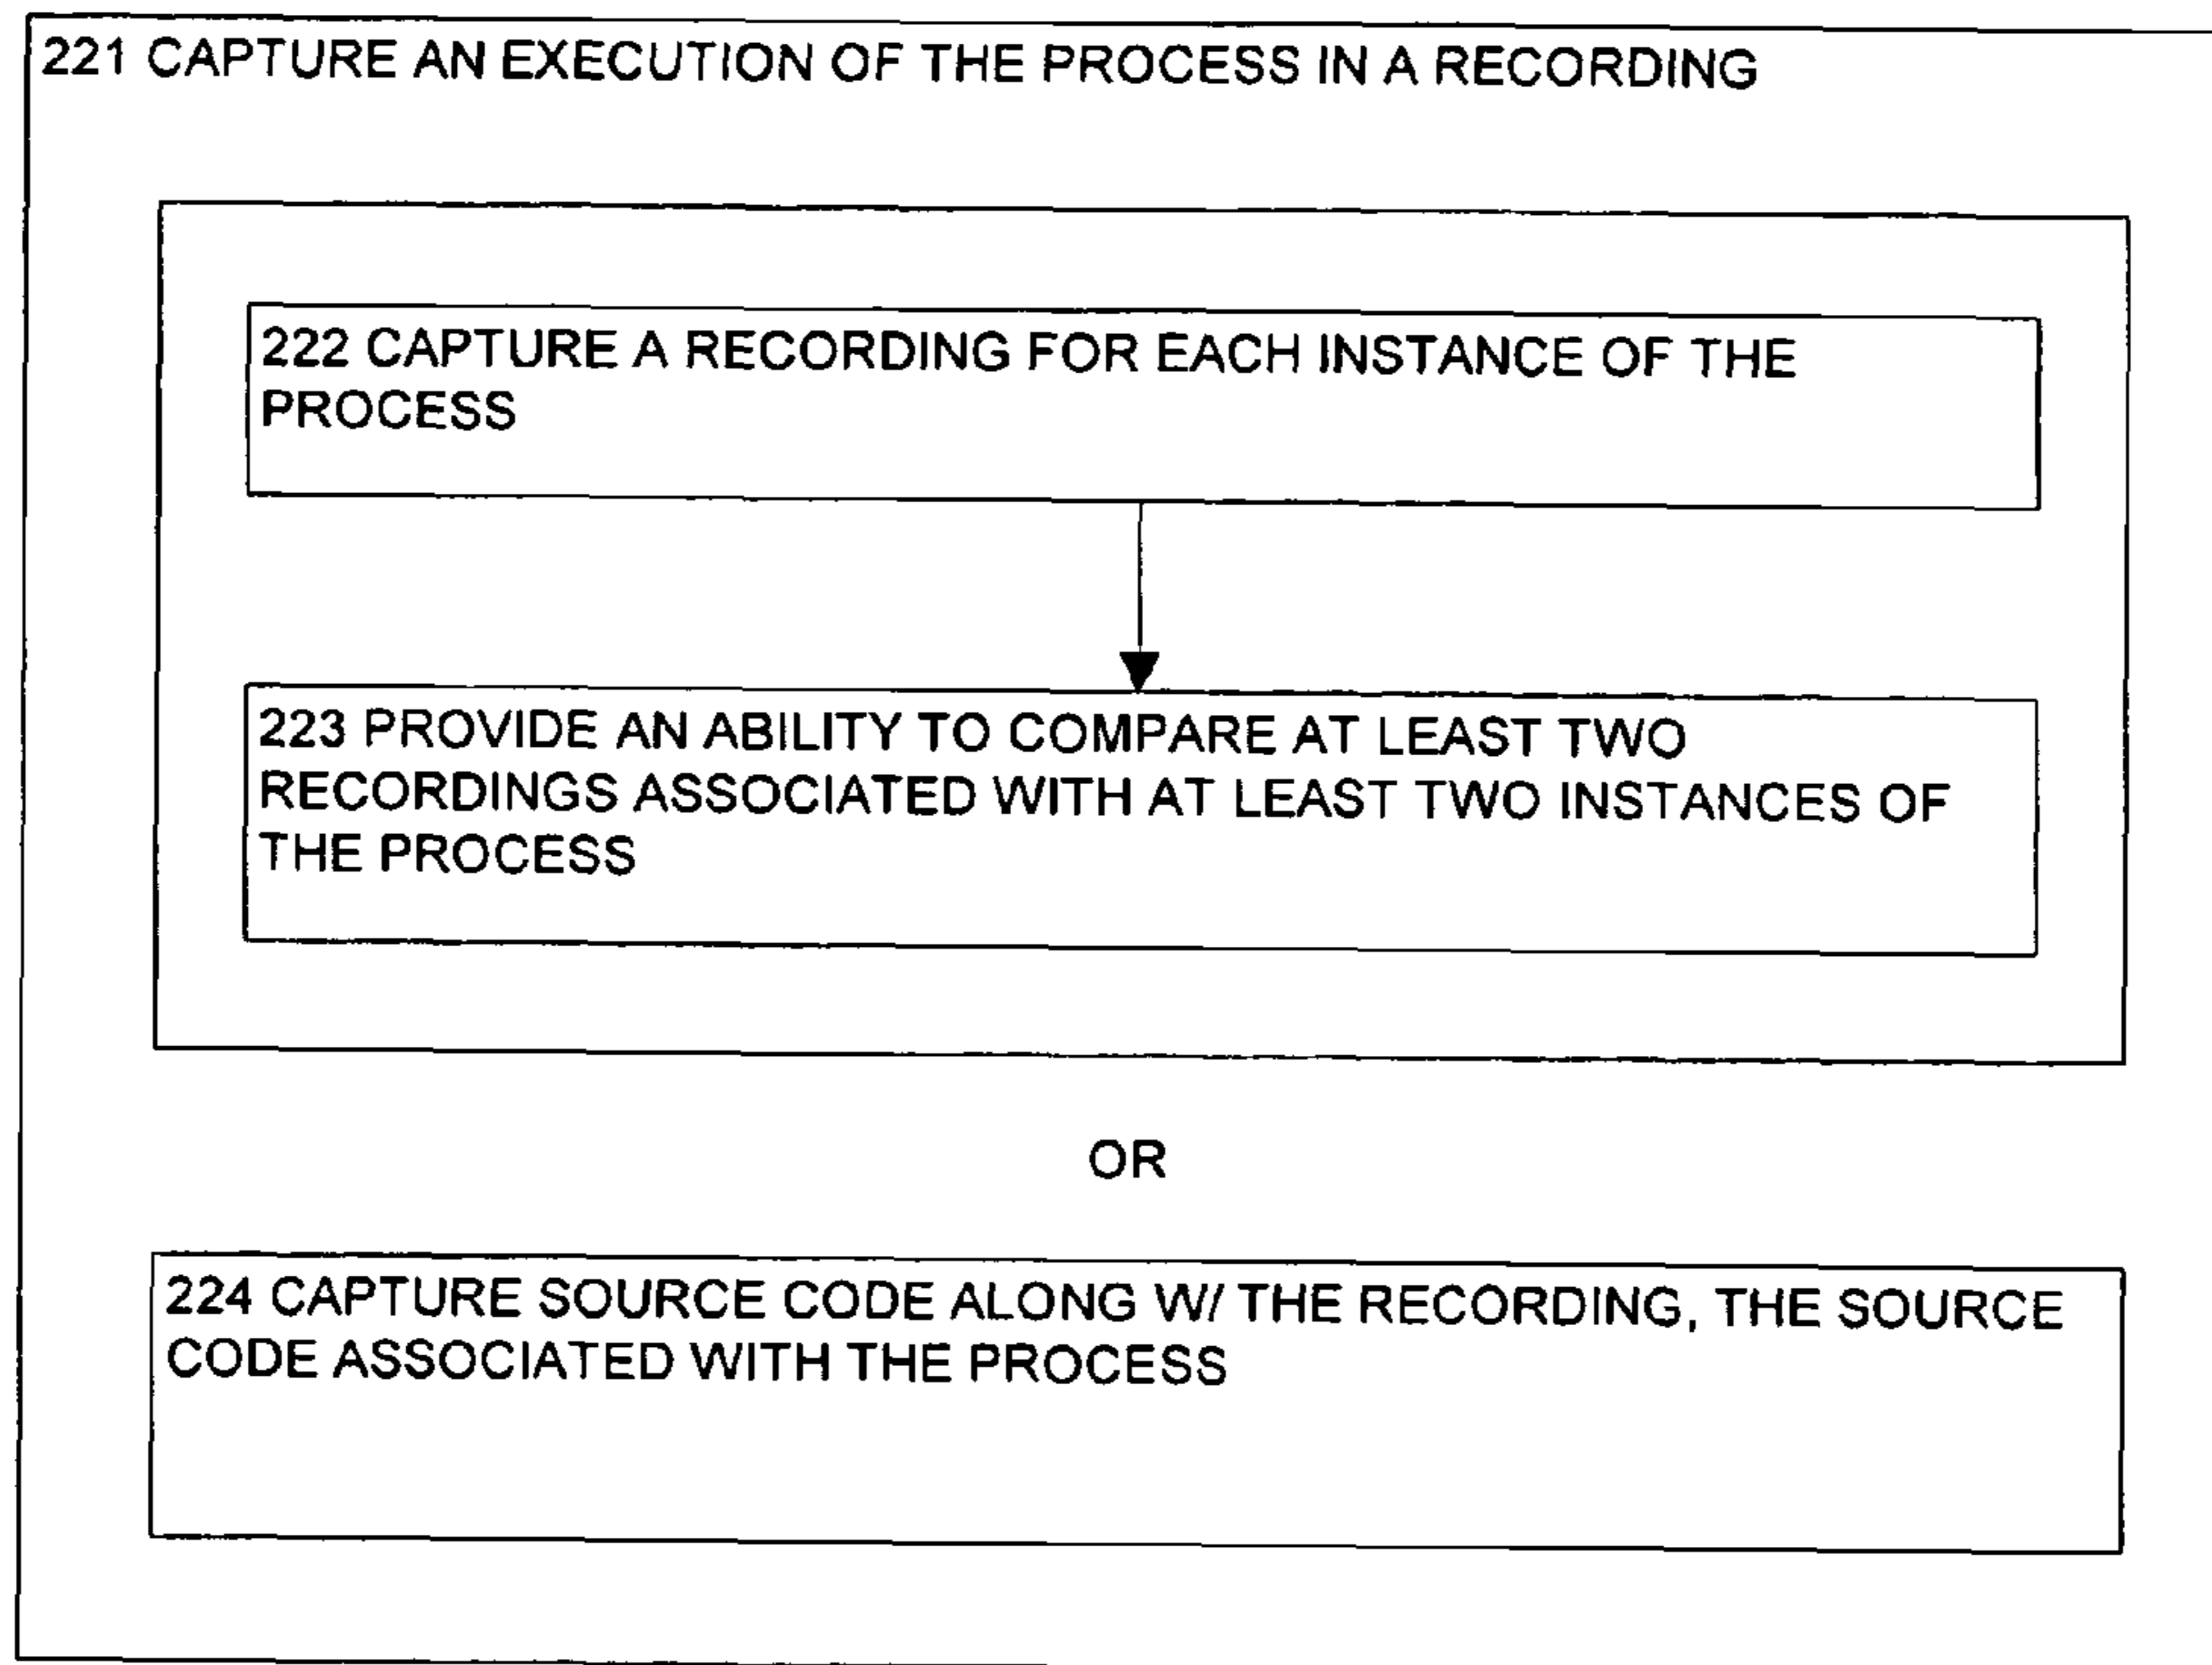 221 CAPTURE AN EXECUTION OF THE PROCESS IN A RECORDING
222 CAPTURE A RECORDING FOR EACH INSTANCE OF THE
PROCESS
223 PROVIDE AN ABILITY TO COMPARE AT LEAST TWO
RECORDINGS ASSOCIATED WITH AT LEAST TWO INSTANCES OF
THE PROCESS
OR
224 CAPTURE SOURCE CODE ALONG W/ THE RECORDING, THE SOURCE
CODE ASSOCIATED WITH THE PROCESS